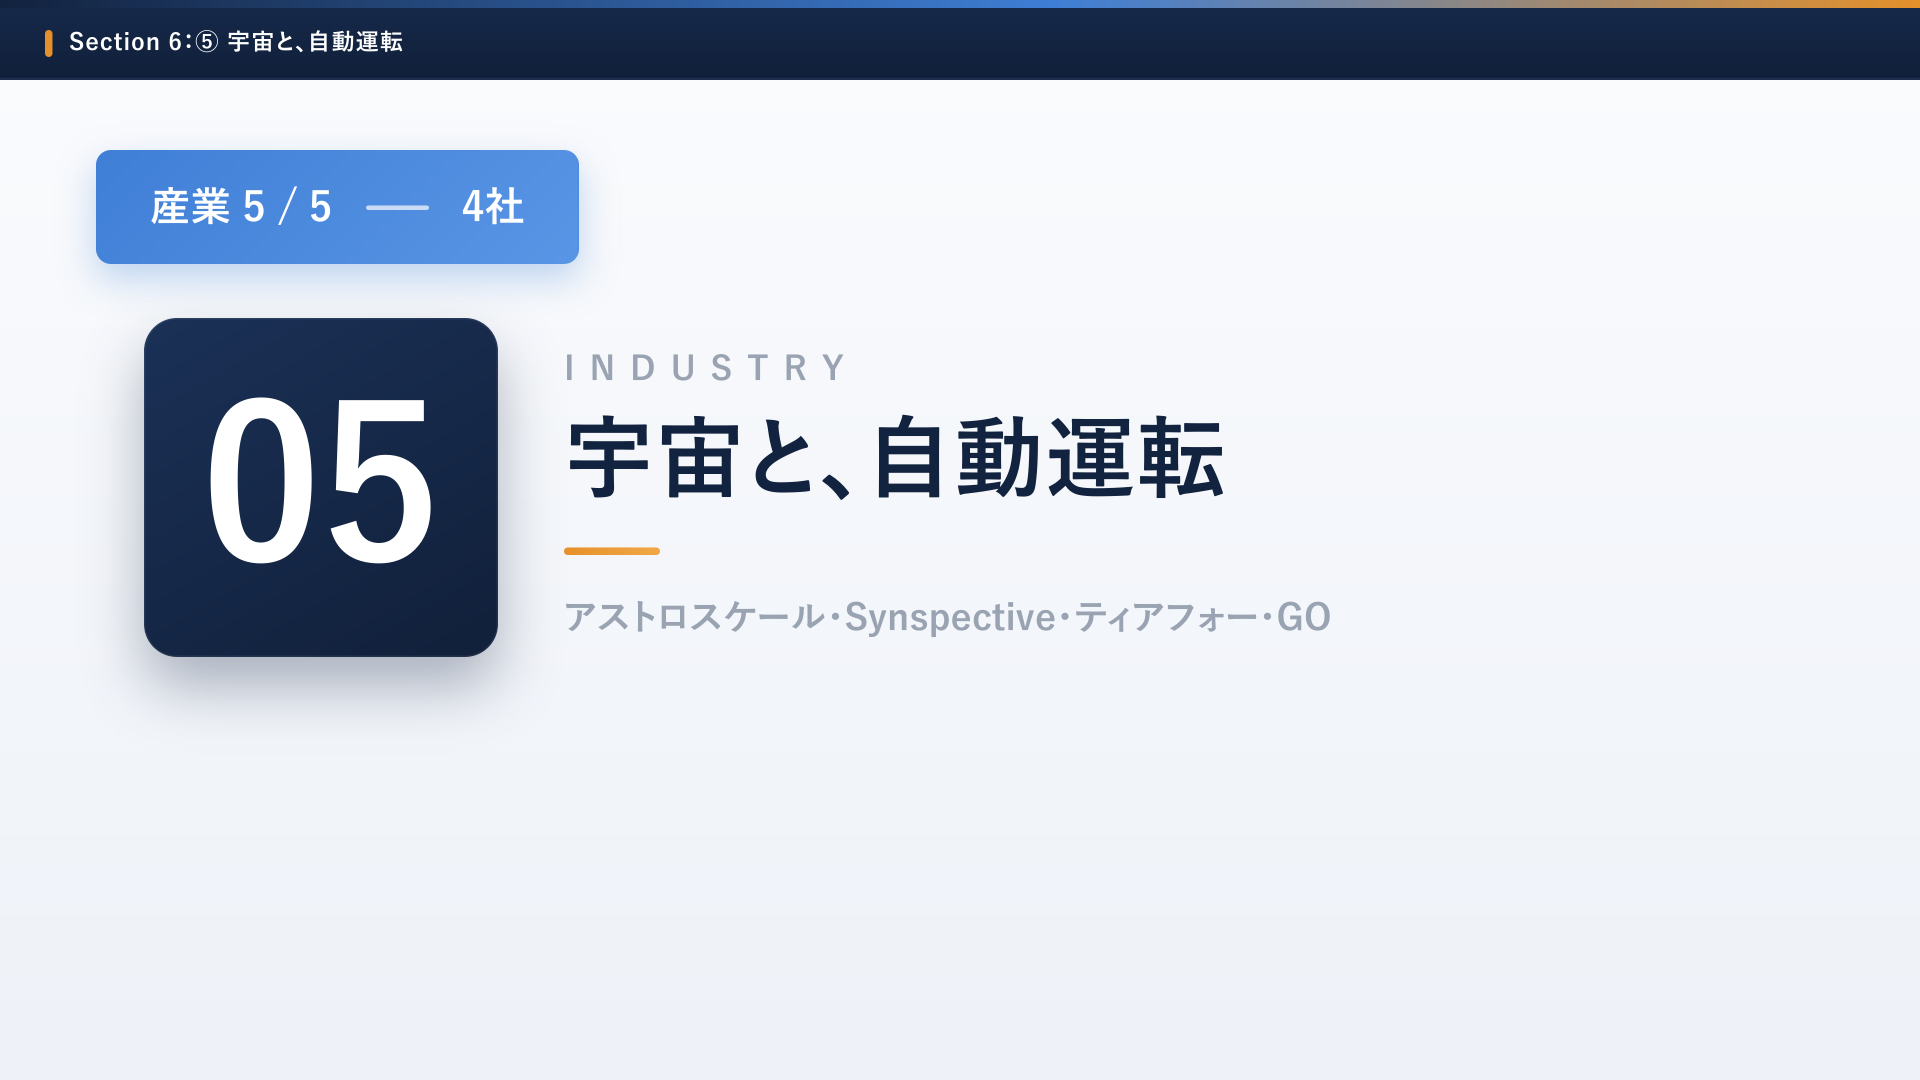 Section 6：⑤ 宇宙と、自動運転
産業 5 / 5 — 4社
05
INDUSTRY
宇宙と、自動運転
アストロスケール・Synspective・ティアフォー・GO